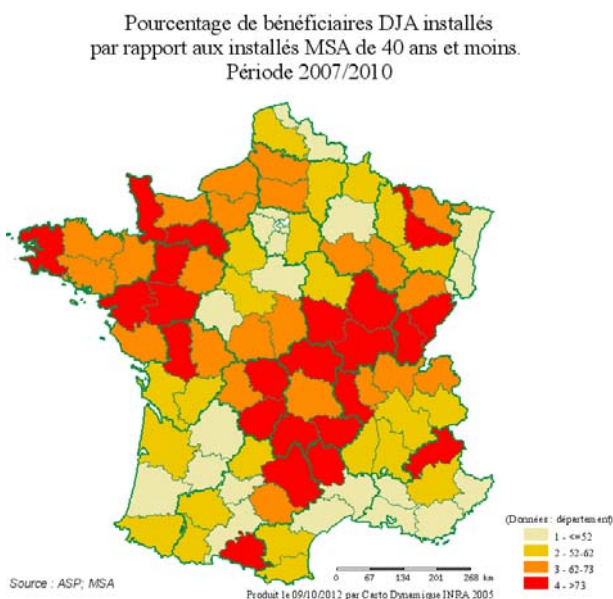 Pourcentage de bénéficiaires DJA installés
par rapport aux installés MSA de 40 ans et moins.
Période 2007/2010
(Données : département)
1 - <=52
2 - 52-62
3 - 62-73
4 - >73
0 67 134 201 268 km
Source : ASP; MSA
Produit le 09/10/2012 par Carto Dynamique INRA 2005